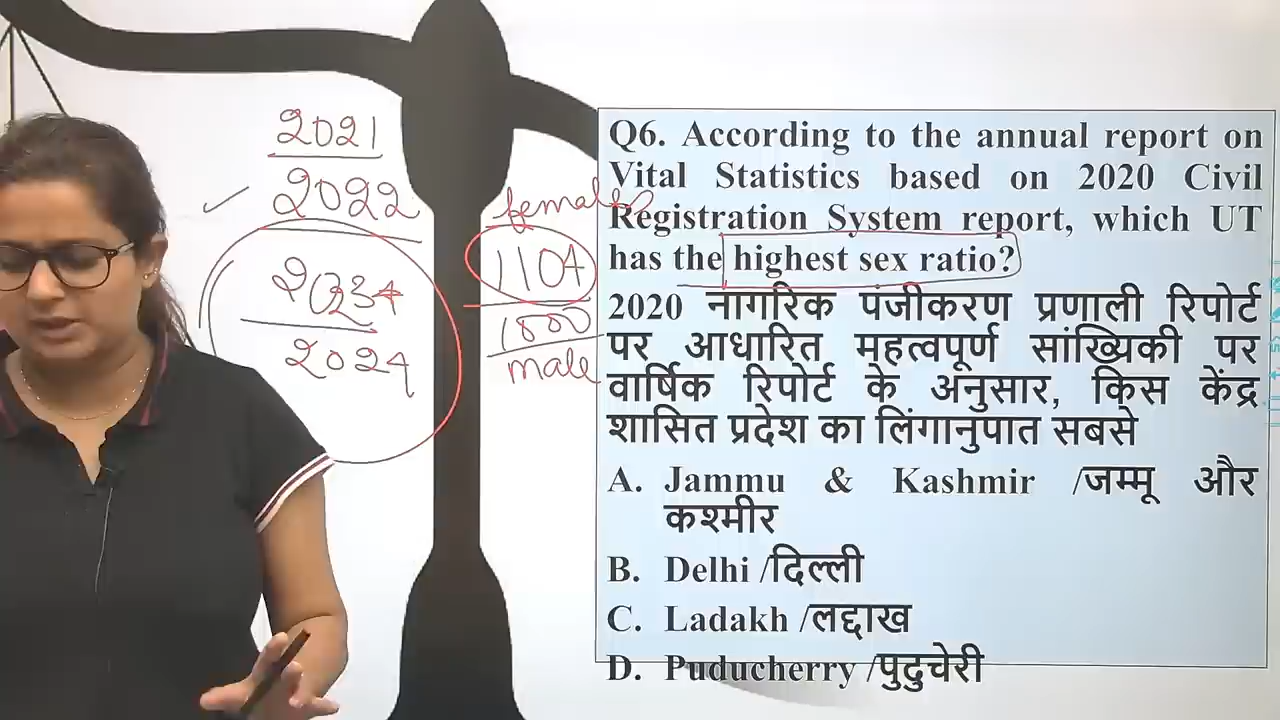 2021
2022
2023
2024
females
1104
1000
male
Q6. According to the annual report on
Vital Statistics based on 2020 Civil
Registration System report, which UT
has the highest sex ratio?
2020 नागरिक पंजीकरण प्रणाली रिपोर्ट
पर आधारित महत्वपूर्ण सांख्यिकी पर
वार्षिक रिपोर्ट के अनुसार, किस केंद्र
शासित प्रदेश का लिंगानुपात सबसे
A. Jammu & Kashmir /जम्मू और
कश्मीर
B. Delhi /दिल्ली
C. Ladakh /लद्दाख
D. Puducherry /पुदुचेरी